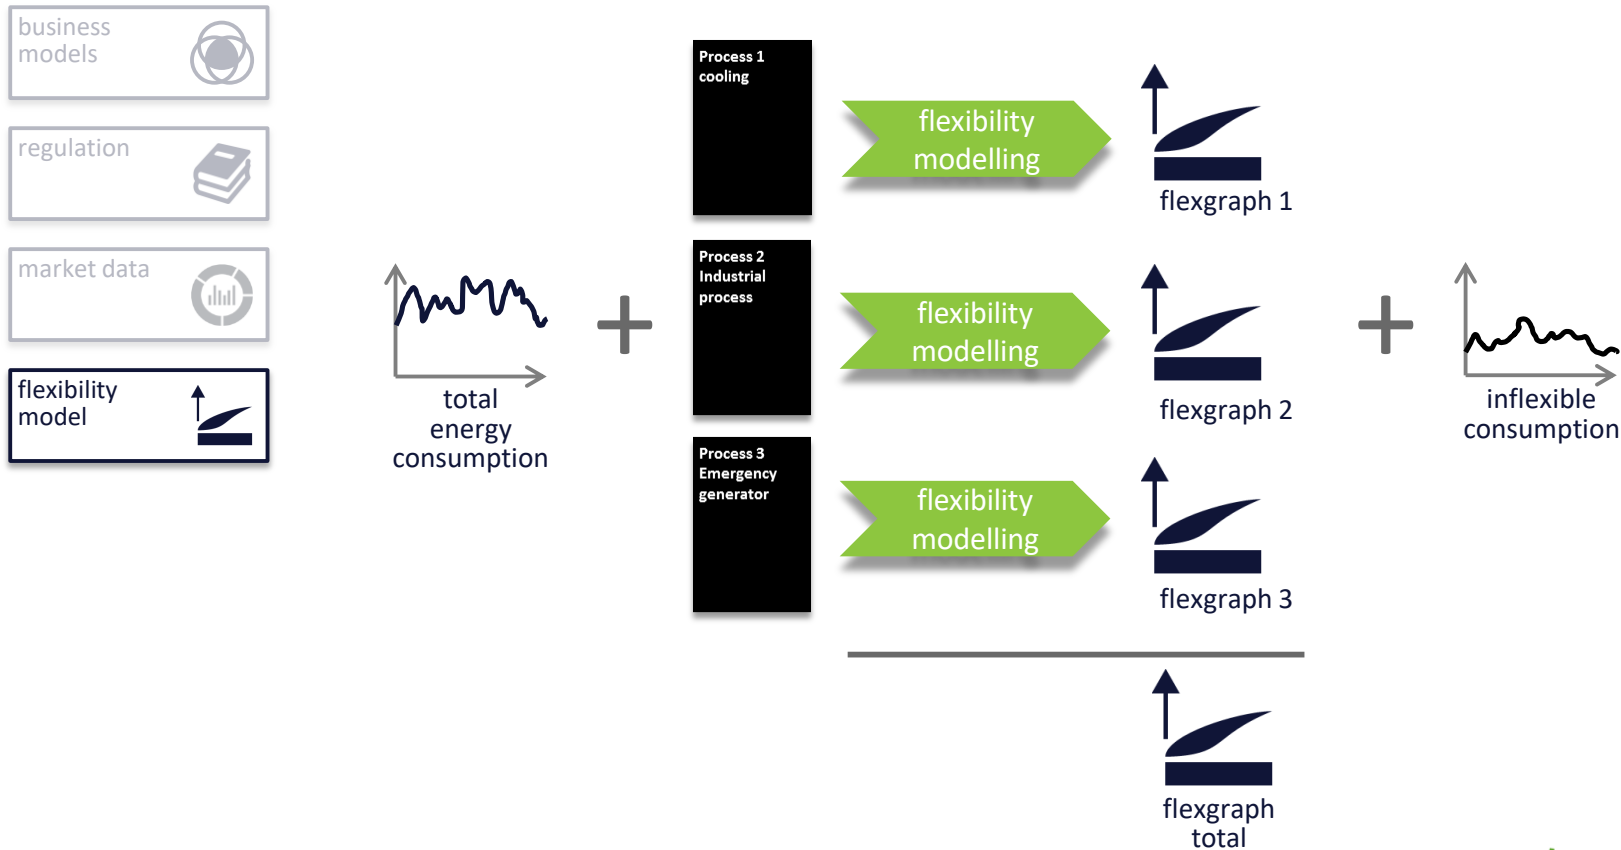 business
models
regulation
market data
flexibility
model
total
energy
consumption
Process 1
cooling
flexibility
modelling
flexgraph 1
Process 2
Industrial
process
flexibility
modelling
flexgraph 2
Process 3
Emergency
generator
flexibility
modelling
flexgraph 3
flexgraph
total
inflexible
consumption